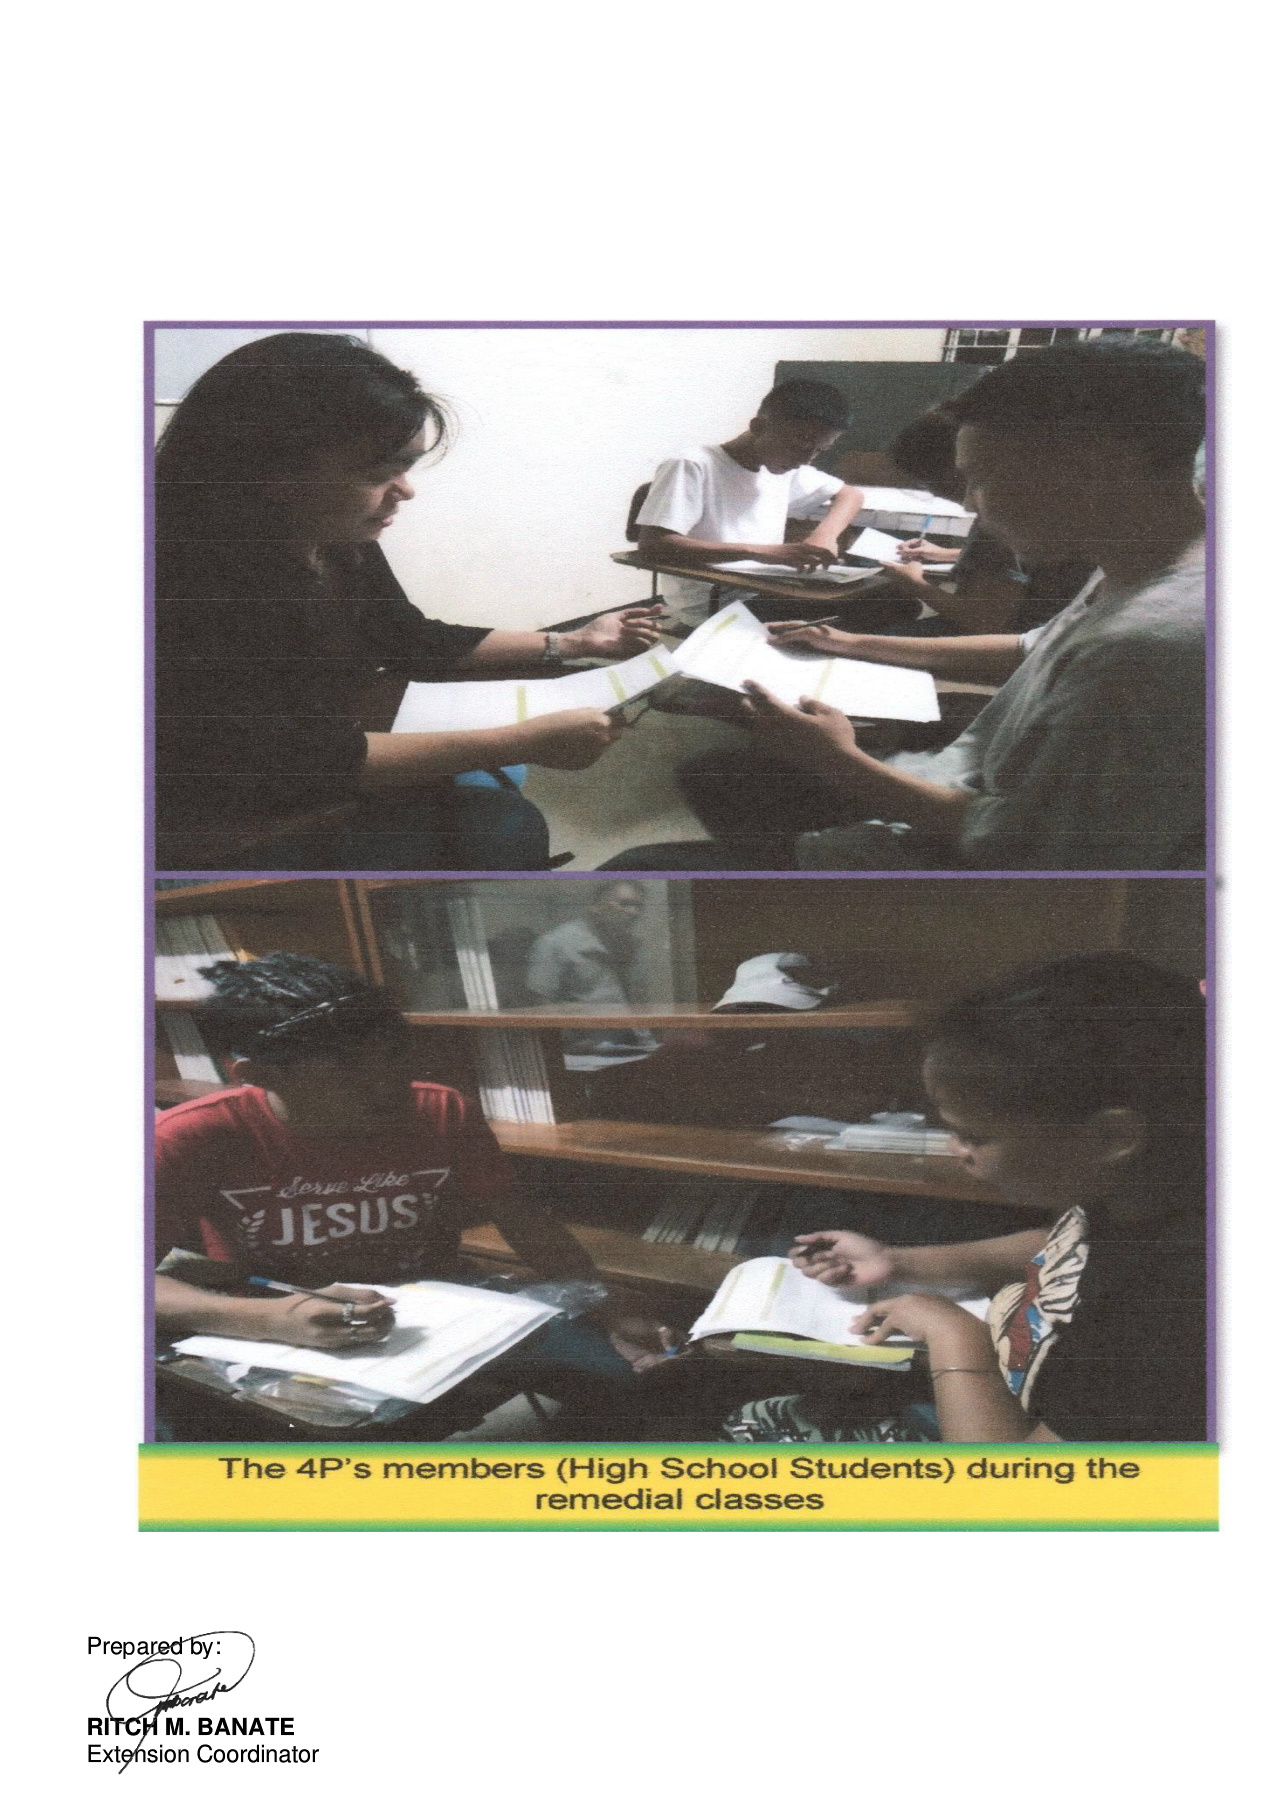 Serve Like
JESUS
The 4P's members (High School Students) during the
remedial classes
Prepared by:
RITCH M. BANATE
Extension Coordinator